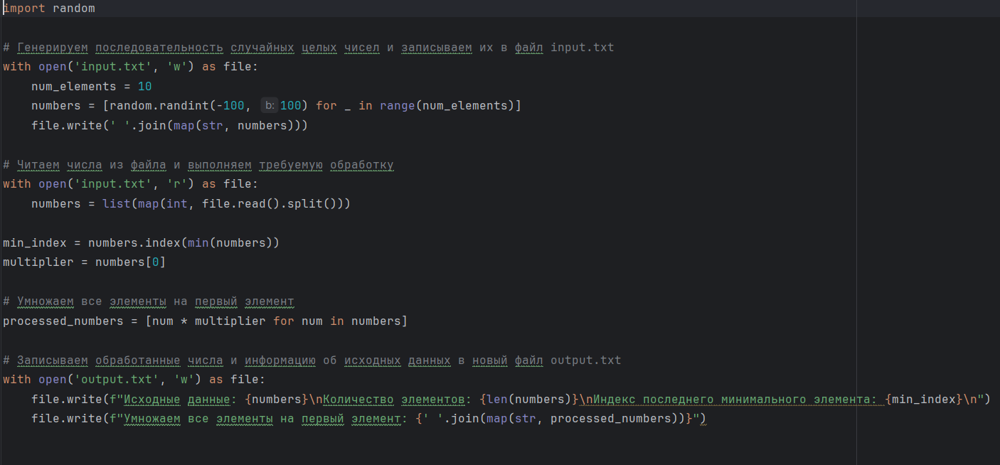 import random
# Генерируем последовательность случайных целых чисел и записываем их в файл input.txt
with open('input.txt', 'w') as file:
    num_elements = 10
    numbers = [random.randint(-100, b: 100) for _ in range(num_elements)]
    file.write(' '.join(map(str, numbers)))
# Читаем числа из файла и выполняем требуемую обработку
with open('input.txt', 'r') as file:
    numbers = list(map(int, file.read().split()))
min_index = numbers.index(min(numbers))
multiplier = numbers[0]
# Умножаем все элементы на первый элемент
processed_numbers = [num * multiplier for num in numbers]
# Записываем обработанные числа и информацию об исходных данных в новый файл output.txt
with open('output.txt', 'w') as file:
    file.write(f"Исходные данные: {numbers}\nКоличество элементов: {len(numbers)}\nИндекс последнего минимального элемента: {min_index}\n")
    file.write(f"Умножаем все элементы на первый элемент: {' '.join(map(str, processed_numbers))}")